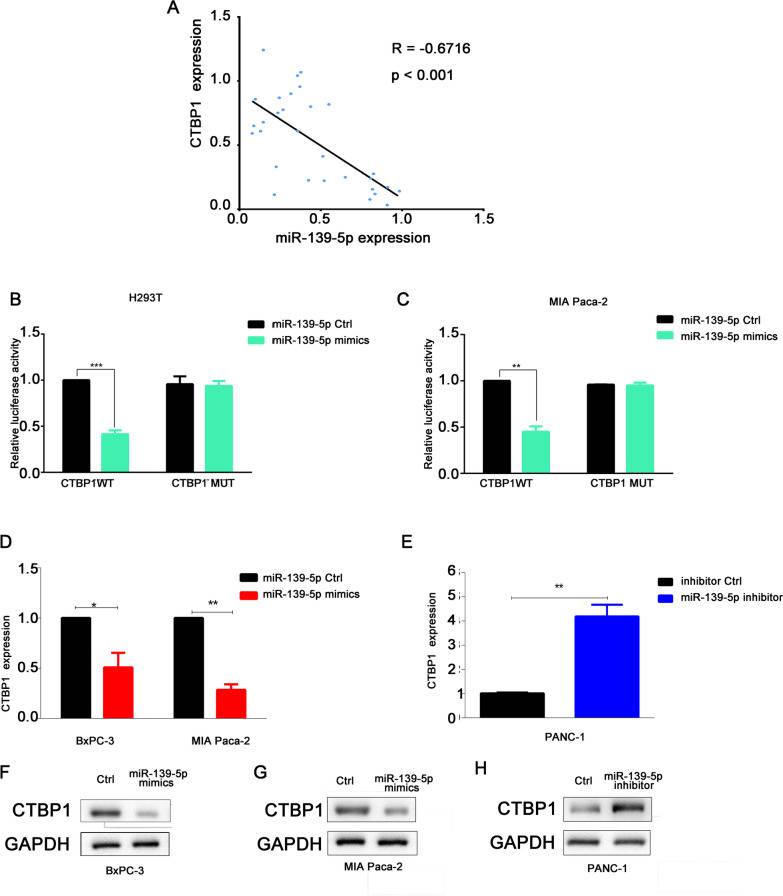 A
R = -0.6716
p < 0.001
CTBP1 expression
1.5
1.0
0.5
0.0
0.0 0.5 1.0 1.5
miR-139-5p expression
B
H293T
miR-139-5p Ctrl
miR-139-5p mimics
Relative luciferase acitvity
1.5
1.0
0.5
0.0
***
CTBP1WT CTBP1 MUT
C
MIA Paca-2
miR-139-5p Ctrl
miR-139-5p mimics
Relative luciferase acitvity
1.5
1.0
0.5
0.0
**
CTBP1WT CTBP1 MUT
D
miR-139-5p Ctrl
miR-139-5p mimics
CTBP1 expression
1.5
1.0
0.5
0.0
* **
BxPC-3 MIA Paca-2
E
inhibitor Ctrl
miR-139-5p inhibitor
CTBP1 expression
6
5
4
3
2
1
0
**
PANC-1
F
Ctrl miR-139-5p
mimics
CTBP1
GAPDH
BxPC-3
G
Ctrl miR-139-5p
mimics
CTBP1
GAPDH
MIA Paca-2
H
Ctrl miR-139-5p
inhibitor
CTBP1
GAPDH
PANC-1